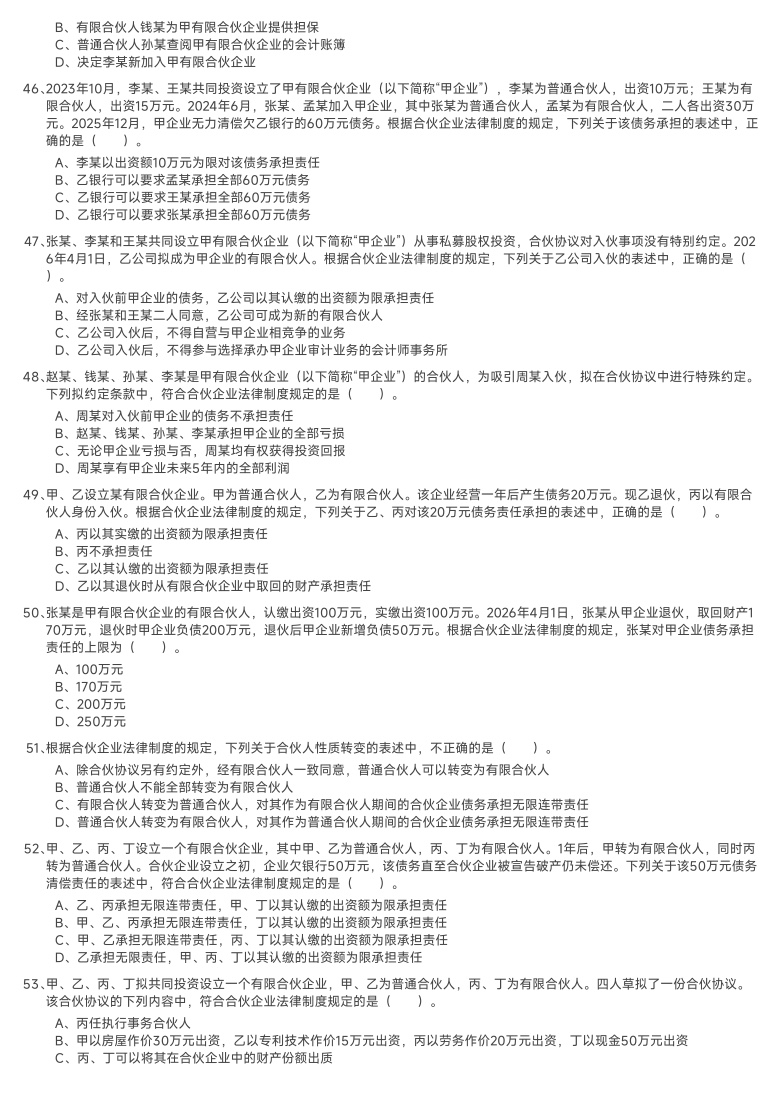 B、有限合伙人钱某为甲有限合伙企业提供担保
C、普通合伙人孙某查阅甲有限合伙企业的会计账簿
D、决定李某新加入甲有限合伙企业
46、2023年10月，李某、王某共同投资设立了甲有限合伙企业（以下简称“甲企业”），李某为普通合伙人，出资10万元；王某为有
限合伙人，出资15万元。2024年6月，张某、孟某加入甲企业，其中张某为普通合伙人，孟某为有限合伙人，二人各出资30万
元。2025年12月，甲企业无力清偿欠乙银行的60万元债务。根据合伙企业法律制度的规定，下列关于该债务承担的表述中，正
确的是（　　）。
A、李某以出资额10万元为限对该债务承担责任
B、乙银行可以要求孟某承担全部60万元债务
C、乙银行可以要求王某承担全部60万元债务
D、乙银行可以要求张某承担全部60万元债务
47、张某、李某和王某共同设立甲有限合伙企业（以下简称“甲企业”）从事私募股权投资，合伙协议对入伙事项没有特别约定。202
6年4月1日，乙公司拟成为甲企业的有限合伙人。根据合伙企业法律制度的规定，下列关于乙公司入伙的表述中，正确的是（
）。
A、对入伙前甲企业的债务，乙公司以其认缴的出资额为限承担责任
B、经张某和王某二人同意，乙公司可成为新的有限合伙人
C、乙公司入伙后，不得自营与甲企业相竞争的业务
D、乙公司入伙后，不得参与选择承办甲企业审计业务的会计师事务所
48、赵某、钱某、孙某、李某是甲有限合伙企业（以下简称“甲企业”）的合伙人，为吸引周某入伙，拟在合伙协议中进行特殊约定。
下列拟约定条款中，符合合伙企业法律制度规定的是（　　）。
A、周某对入伙前甲企业的债务不承担责任
B、赵某、钱某、孙某、李某承担甲企业的全部亏损
C、无论甲企业亏损与否，周某均有权获得投资回报
D、周某享有甲企业未来5年内的全部利润
49、甲、乙设立某有限合伙企业。甲为普通合伙人，乙为有限合伙人。该企业经营一年后产生债务20万元。现乙退伙，丙以有限合
伙人身份入伙。根据合伙企业法律制度的规定，下列关于乙、丙对该20万元债务责任承担的表述中，正确的是（　　）。
A、丙以其实缴的出资额为限承担责任
B、丙不承担责任
C、乙以其认缴的出资额为限承担责任
D、乙以其退伙时从有限合伙企业中取回的财产承担责任
50、张某是甲有限合伙企业的有限合伙人，认缴出资100万元，实缴出资100万元。2026年4月1日，张某从甲企业退伙，取回财产1
70万元，退伙时甲企业负债200万元，退伙后甲企业新增负债50万元。根据合伙企业法律制度的规定，张某对甲企业债务承担
责任的上限为（　　）。
A、100万元
B、170万元
C、200万元
D、250万元
51、根据合伙企业法律制度的规定，下列关于合伙人性质转变的表述中，不正确的是（　　）。
A、除合伙协议另有约定外，经有限合伙人一致同意，普通合伙人可以转变为有限合伙人
B、普通合伙人不能全部转变为有限合伙人
C、有限合伙人转变为普通合伙人，对其作为有限合伙人期间的合伙企业债务承担无限连带责任
D、普通合伙人转变为有限合伙人，对其作为普通合伙人期间的合伙企业债务承担无限连带责任
52、甲、乙、丙、丁设立一个有限合伙企业，其中甲、乙为普通合伙人，丙、丁为有限合伙人。1年后，甲转为有限合伙人，同时丙
转为普通合伙人。合伙企业设立之初，企业欠银行50万元，该债务直至合伙企业被宣告破产仍未偿还。下列关于该50万元债务
清偿责任的表述中，符合合伙企业法律制度规定的是（　　）。
A、乙、丙承担无限连带责任，甲、丁以其认缴的出资额为限承担责任
B、甲、乙、丙承担无限连带责任，丁以其认缴的出资额为限承担责任
C、甲、乙承担无限连带责任，丙、丁以其认缴的出资额为限承担责任
D、乙承担无限责任，甲、丙、丁以其认缴的出资额为限承担责任
53、甲、乙、丙、丁拟共同投资设立一个有限合伙企业，甲、乙为普通合伙人，丙、丁为有限合伙人。四人草拟了一份合伙协议。
该合伙协议的下列内容中，符合合伙企业法律制度规定的是（　　）。
A、丙任执行事务合伙人
B、甲以房屋作价30万元出资，乙以专利技术作价15万元出资，丙以劳务作价20万元出资，丁以现金50万元出资
C、丙、丁可以将其在合伙企业中的财产份额出质